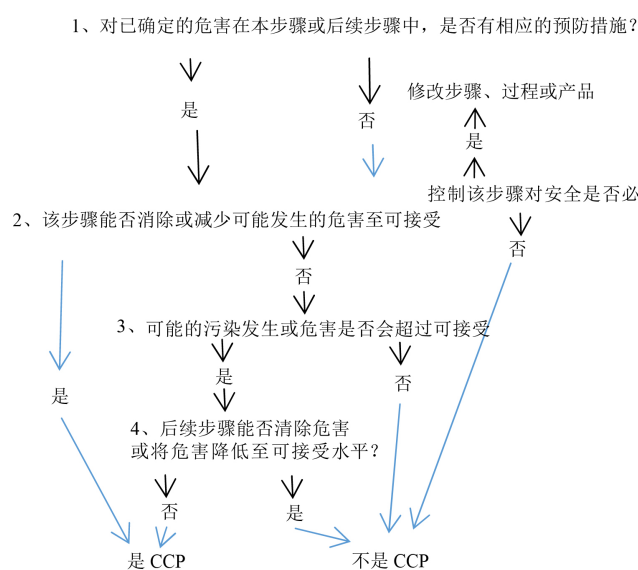 1、对已确定的危害在本步骤或后续步骤中，是否有相应的预防措施？
修改步骤、过程或产品
是
否
是
控制该步骤对安全是否必
2、该步骤能否消除或减少可能发生的危害至可接受
否
否
3、可能的污染发生或危害是否会超过可接受
是
否
是
4、后续步骤能否清除危害
或将危害降低至可接受水平？
否
是
是 CCP
不是 CCP